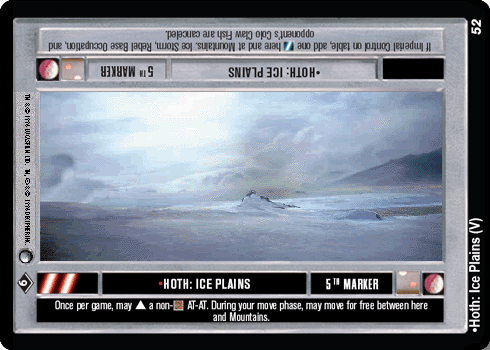 If Imperial Control on table, add one here and at Mountains. Ice Storm, Rebel Base Occupation, and
opponent's Colo Claw Fish are canceled.
•HOTH: ICE PLAINS
5TH MARKER
•HOTH: ICE PLAINS
5TH MARKER
Once per game, may ▲ a non- AT-AT. During your move phase, may move for free between here
and Mountains.
6
52
•Hoth: Ice Plains (V)